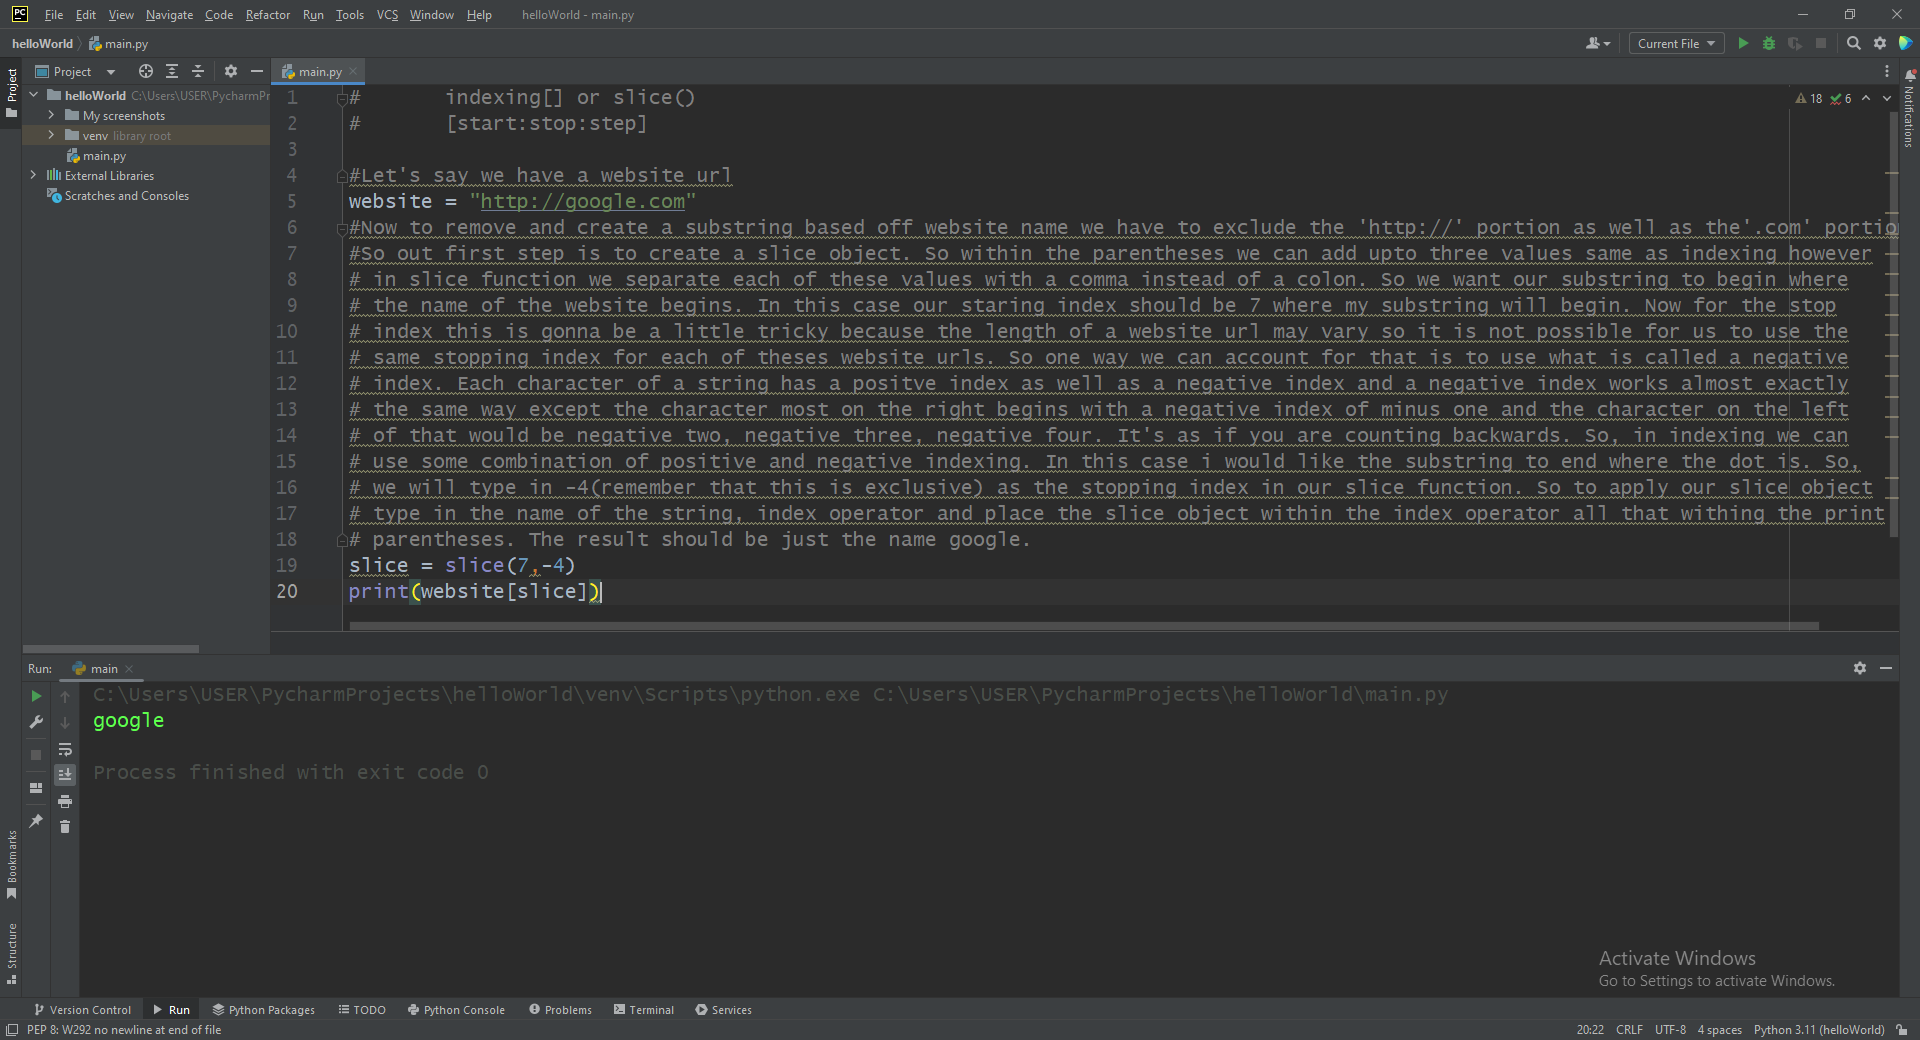 PC File Edit View Navigate Code Refactor Run Tools VCS Window Help helloWorld - main.py
helloWorld main.py Current File
Project main.py
Project
helloWorld C:\Users\USER\PycharmPr
My screenshots
venv library root
main.py
External Libraries
Scratches and Consoles
18 6
Notifications
1 # indexing[] or slice()
2 # [start:stop:step]
3
4 #Let's say we have a website url
5 website = "http://google.com"
6 #Now to remove and create a substring based off website name we have to exclude the 'http://' portion as well as the'.com' portio
7 #So out first step is to create a slice object. So within the parentheses we can add upto three values same as indexing however
8 # in slice function we separate each of these values with a comma instead of a colon. So we want our substring to begin where
9 # the name of the website begins. In this case our staring index should be 7 where my substring will begin. Now for the stop
10 # index this is gonna be a little tricky because the length of a website url may vary so it is not possible for us to use the
11 # same stopping index for each of theses website urls. So one way we can account for that is to use what is called a negative
12 # index. Each character of a string has a positve index as well as a negative index and a negative index works almost exactly
13 # the same way except the character most on the right begins with a negative index of minus one and the character on the left
14 # of that would be negative two, negative three, negative four. It's as if you are counting backwards. So, in indexing we can
15 # use some combination of positive and negative indexing. In this case i would like the substring to end where the dot is. So,
16 # we will type in -4(remember that this is exclusive) as the stopping index in our slice function. So to apply our slice object
17 # type in the name of the string, index operator and place the slice object within the index operator all that withing the print
18 # parentheses. The result should be just the name google.
19 slice = slice(7,-4)
20 print(website[slice])
Run: main
C:\Users\USER\PycharmProjects\helloWorld\venv\Scripts\python.exe C:\Users\USER\PycharmProjects\helloWorld\main.py
google
Process finished with exit code 0
Bookmarks
Structure
Activate Windows
Go to Settings to activate Windows.
Version Control Run Python Packages TODO Python Console Problems Terminal Services
PEP 8: W292 no newline at end of file 20:22 CRLF UTF-8 4 spaces Python 3.11 (helloWorld)